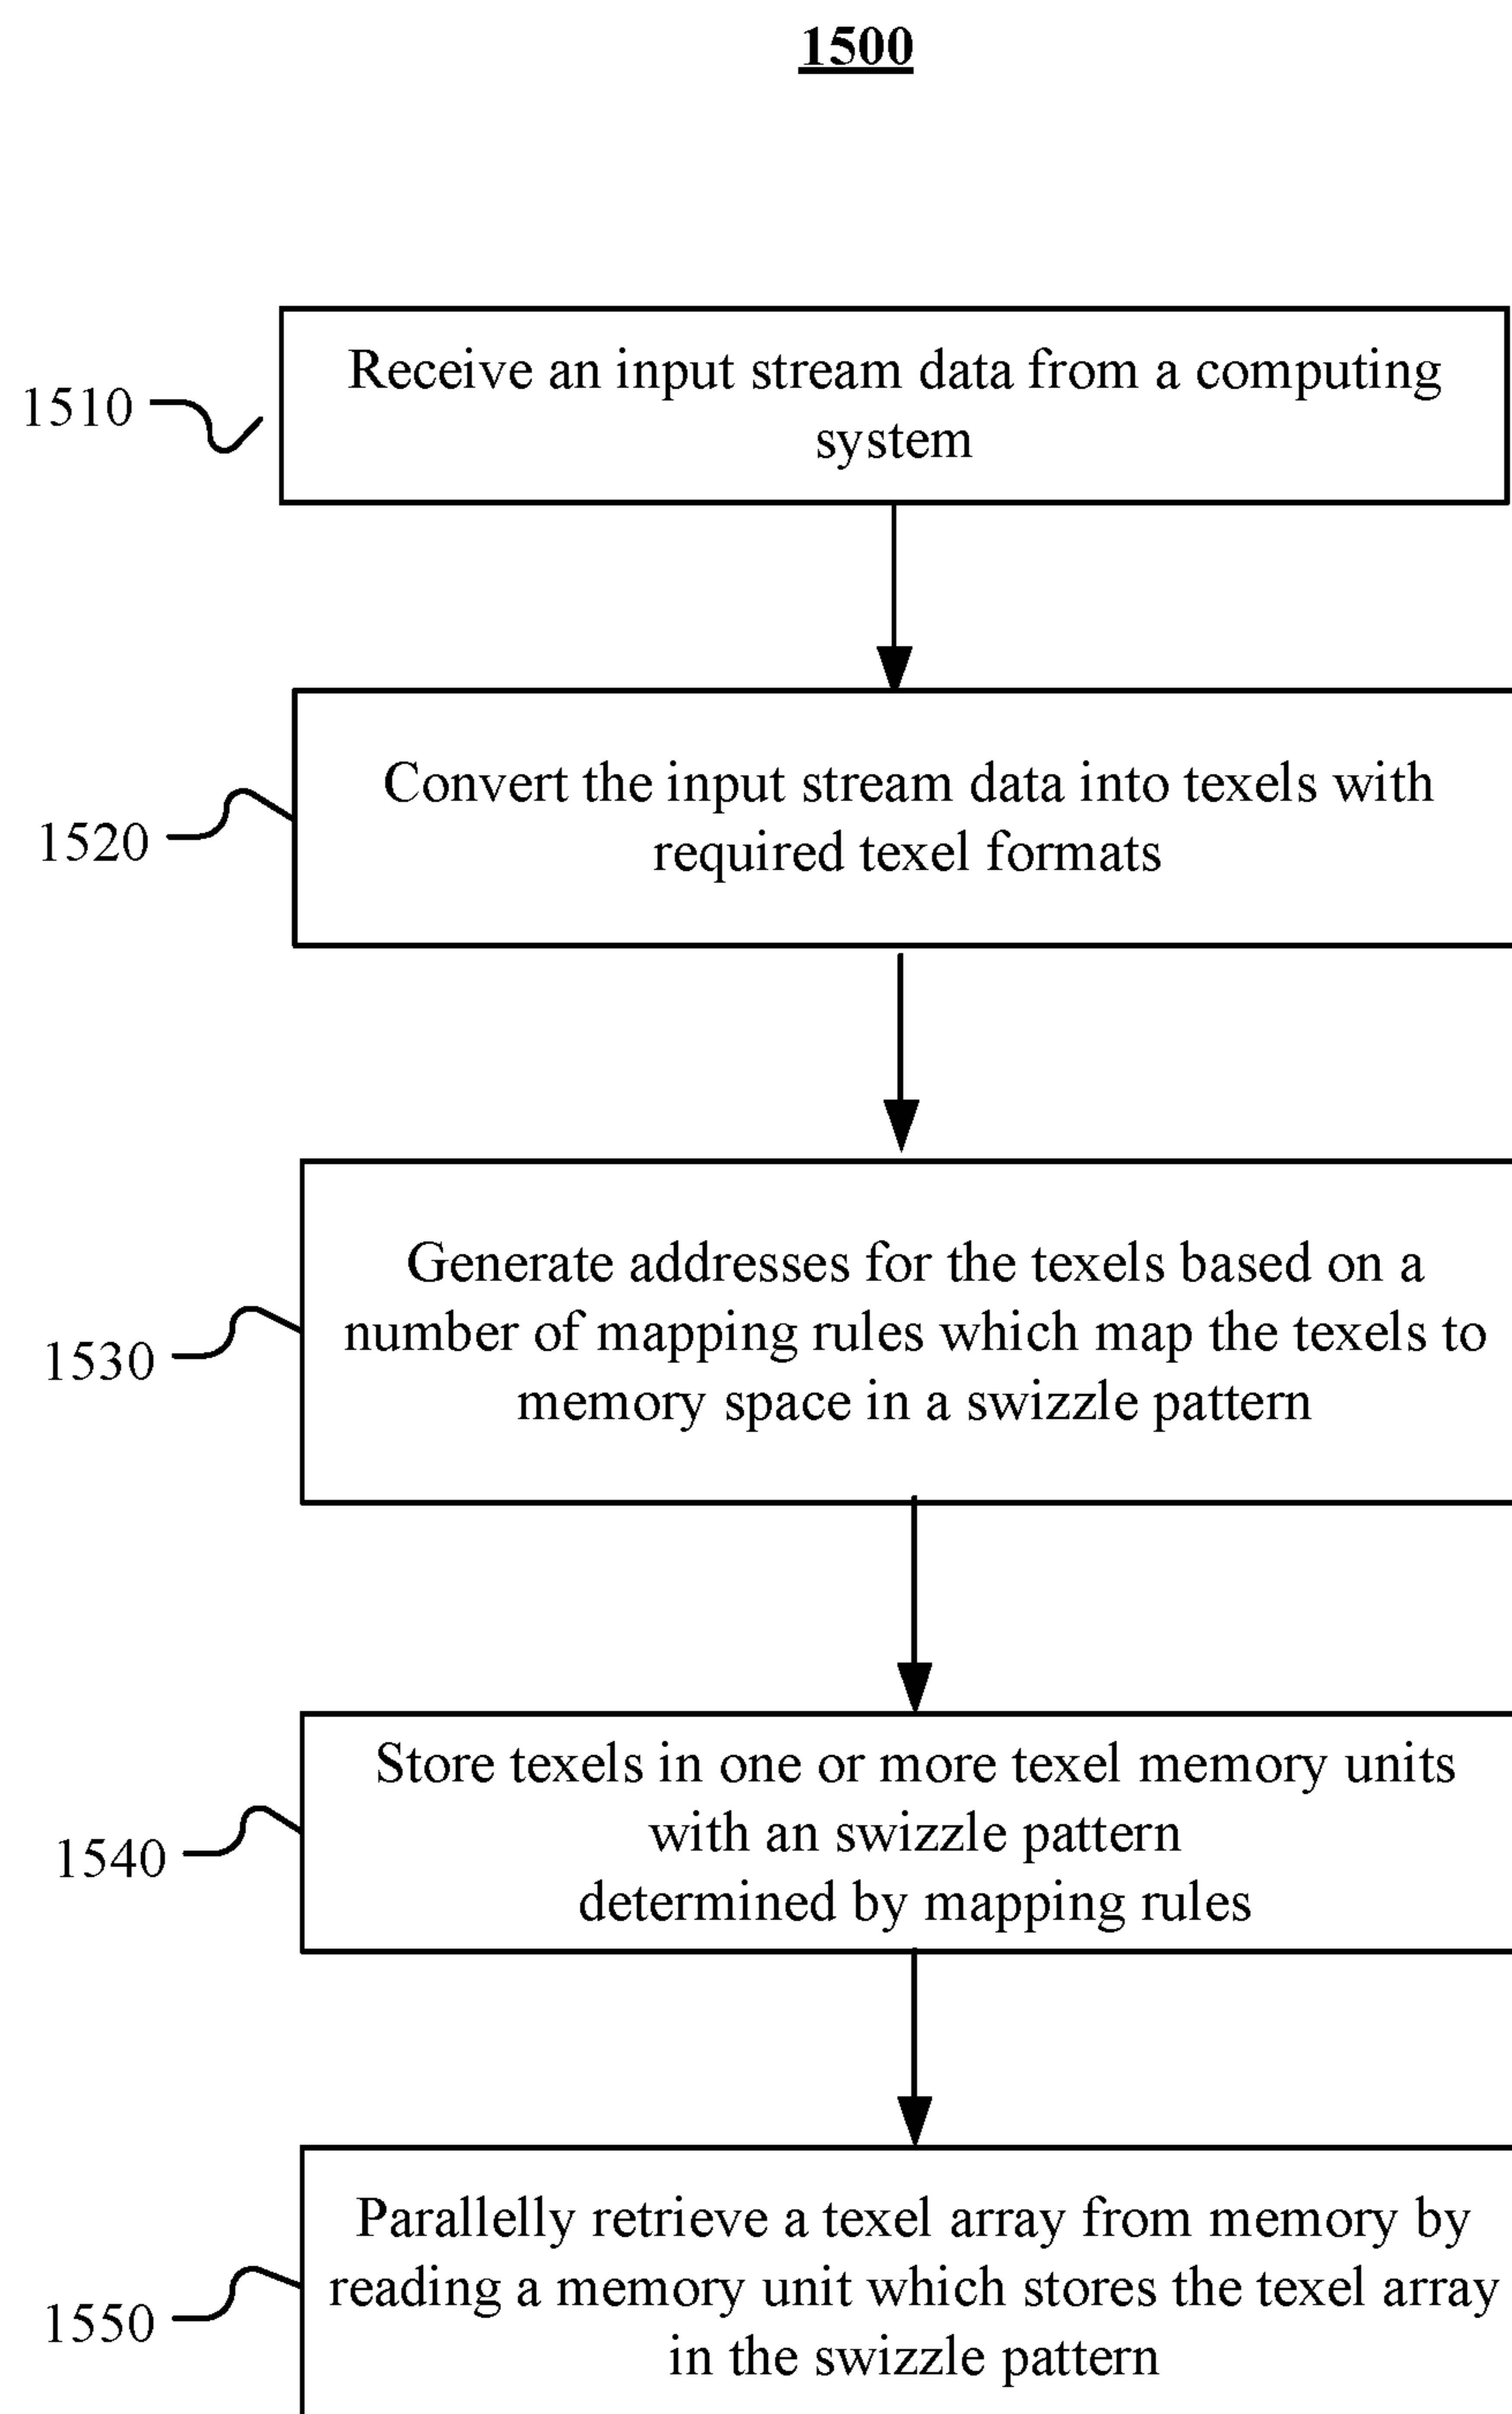 1500
1510
Receive an input stream data from a computing
system
1520
Convert the input stream data into texels with
required texel formats
1530
Generate addresses for the texels based on a
number of mapping rules which map the texels to
memory space in a swizzle pattern
1540
Store texels in one or more texel memory units
with an swizzle pattern
determined by mapping rules
1550
Parallelly retrieve a texel array from memory by
reading a memory unit which stores the texel array
in the swizzle pattern